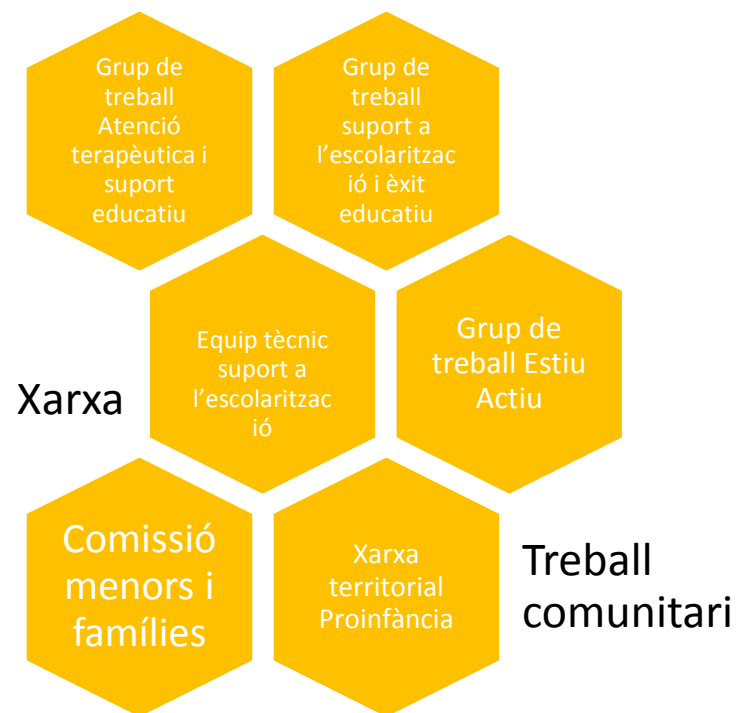 Grup de
treball
Atenció
terapèutica i
suport
educatiu
Grup de
treball
suport a
l’escolaritzac
ió i èxit
educatiu
Xarxa
Equip tècnic
suport a
l’escolaritzac
ió
Grup de
treball Estiu
Actiu
Comissió
menors i
famílies
Xarxa
territorial
Proinfància
Treball
comunitari